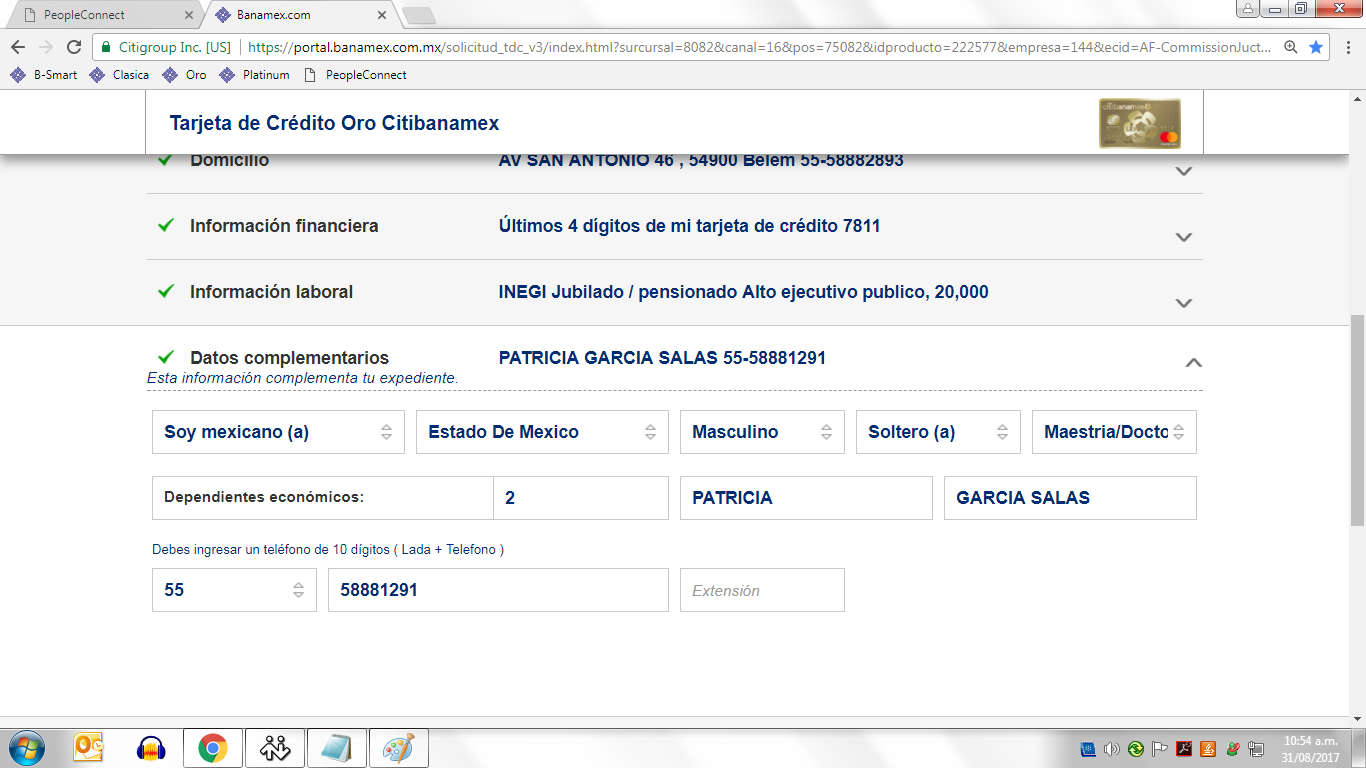 PeopleConnect
Banamex.com
Citigroup Inc. [US] https://portal.banamex.com.mx/solicitud_tdc_v3/index.html?surcursal=8082&canal=16&pos=75082&idproducto=222577&empresa=144&ecid=AF-CommissionJuct...
B-Smart Clasica Oro Platinum PeopleConnect
Tarjeta de Crédito Oro Citibanamex
Domicilio AV SAN ANTONIO 46 , 54900 Belem 55-58882893
Información financiera Últimos 4 dígitos de mi tarjeta de crédito 7811
Información laboral INEGI Jubilado / pensionado Alto ejecutivo publico, 20,000
Datos complementarios PATRICIA GARCIA SALAS 55-58881291
Esta información complementa tu expediente.
Soy mexicano (a) Estado De Mexico Masculino Soltero (a) Maestria/Docto
Dependientes económicos: 2 PATRICIA GARCIA SALAS
Debes ingresar un teléfono de 10 dígitos ( Lada + Telefono )
55 58881291 Extensión
10:54 a.m.
31/08/2017